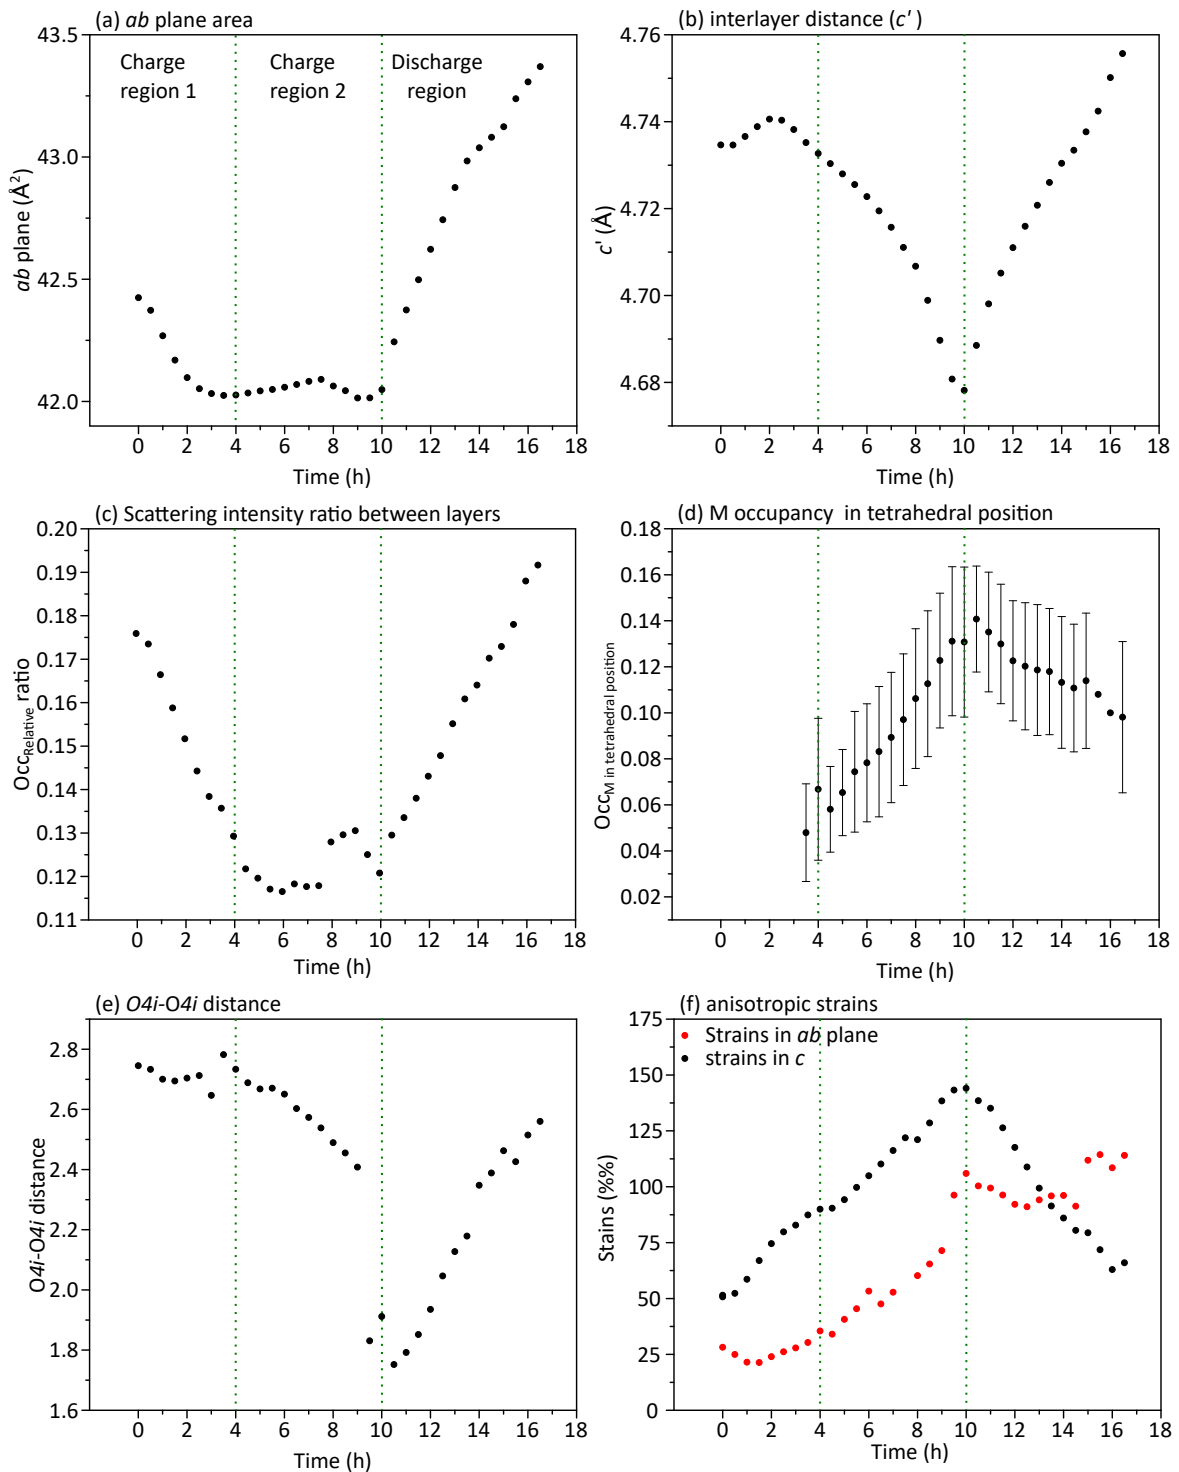 (a) ab plane area
43.5
43.0
42.5
42.0
ab plane (Å²)
Charge
region 1
Charge
region 2
Discharge
region
0 2 4 6 8 10 12 14 16 18
Time (h)
(b) interlayer distance (c' )
4.76
4.74
4.72
4.70
4.68
c' (Å)
0 2 4 6 8 10 12 14 16 18
Time (h)
(c) Scattering intensity ratio between layers
0.20
0.19
0.18
0.17
0.16
0.15
0.14
0.13
0.12
0.11
OccRelative ratio
0 2 4 6 8 10 12 14 16 18
Time (h)
(d) M occupancy in tetrahedral position
0.18
0.16
0.14
0.12
0.10
0.08
0.06
0.04
0.02
OccM in tetrahedral position
0 2 4 6 8 10 12 14 16 18
Time (h)
(e) O4i-O4i distance
2.8
2.6
2.4
2.2
2.0
1.8
1.6
O4i-O4i distance
0 2 4 6 8 10 12 14 16 18
Time (h)
(f) anisotropic strains
175
150
125
100
75
50
25
0
Stains (%%)
Strains in ab plane
strains in c
0 2 4 6 8 10 12 14 16 18
Time (h)